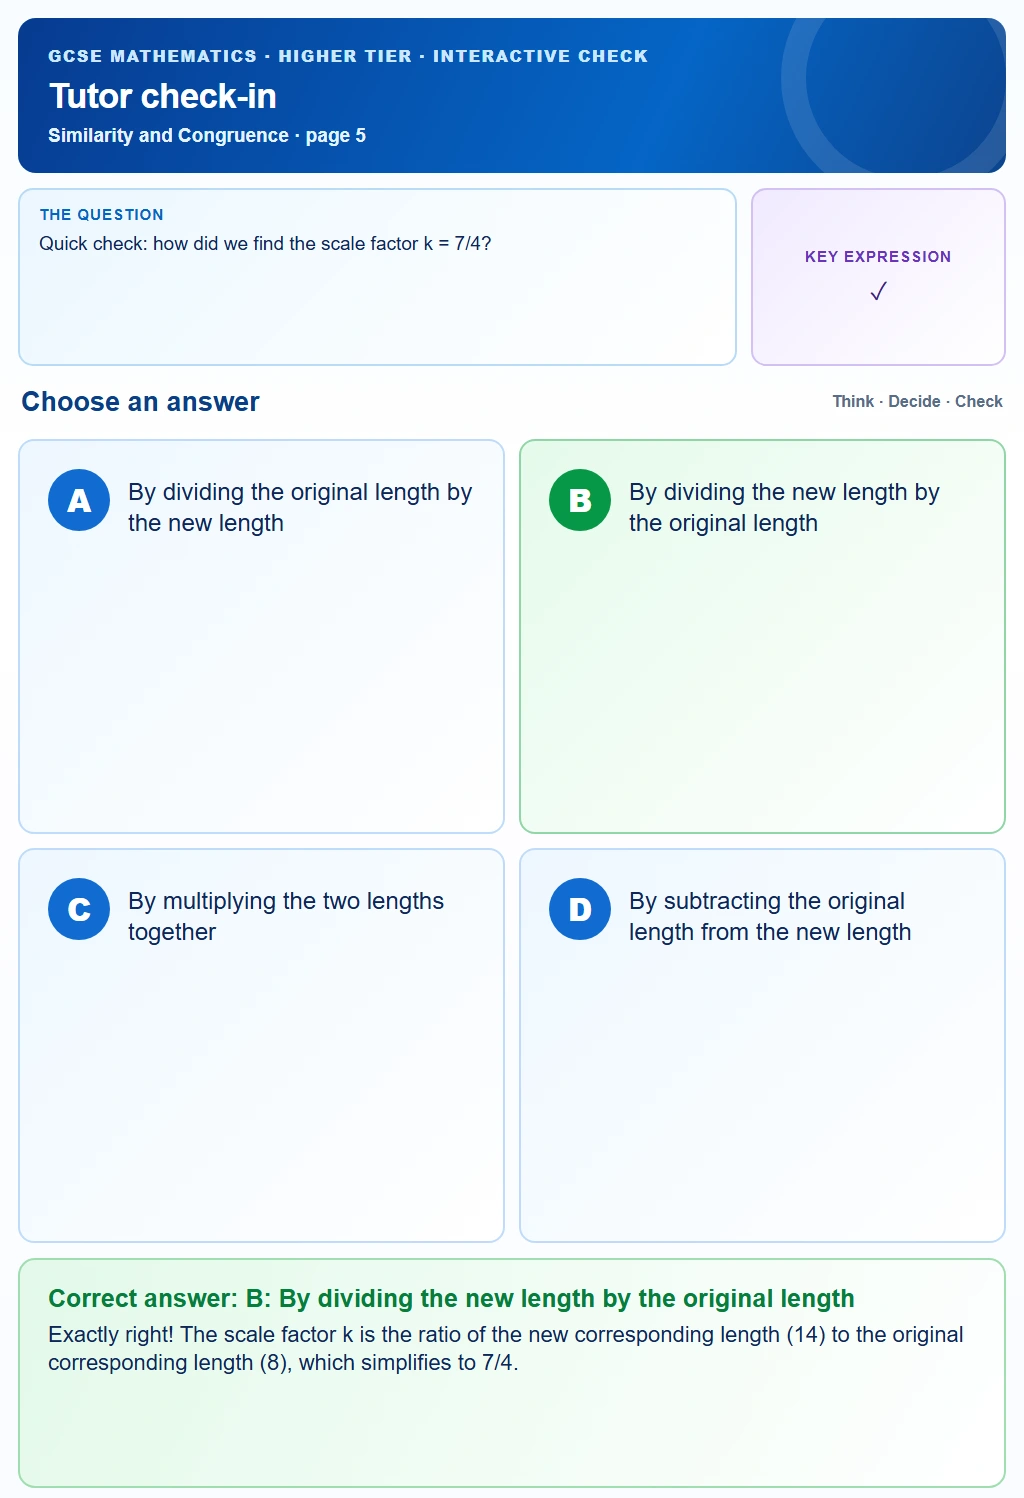 GCSE MATHEMATICS · HIGHER TIER · INTERACTIVE CHECK
Tutor check-in
Similarity and Congruence · page 5
THE QUESTION
Quick check: how did we find the scale factor k = 7/4?
KEY EXPRESSION
✓
Choose an answer
Think · Decide · Check
A
By dividing the original length by
the new length
B
By dividing the new length by
the original length
C
By multiplying the two lengths
together
D
By subtracting the original
length from the new length
Correct answer: B: By dividing the new length by the original length
Exactly right! The scale factor k is the ratio of the new corresponding length (14) to the original
corresponding length (8), which simplifies to 7/4.